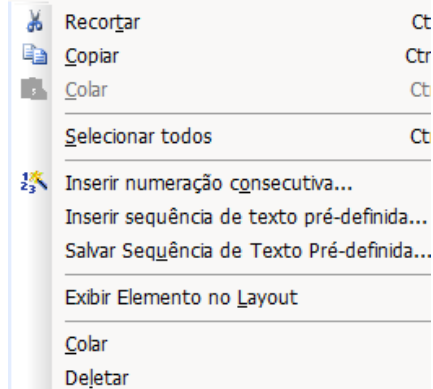 Recortar Ct
Copiar Ctr
Colar Ct
Selecionar todos Ct
Inserir numeração consecutiva...
Inserir sequência de texto pré-definida...
Salvar Sequência de Texto Pré-definida...
Exibir Elemento no Layout
Colar
Deletar